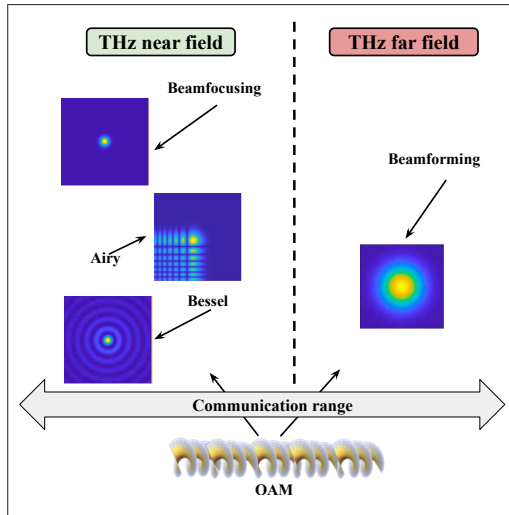 THz near field
THz far field
Beamfocusing
Beamforming
Airy
Bessel
Communication range
OAM